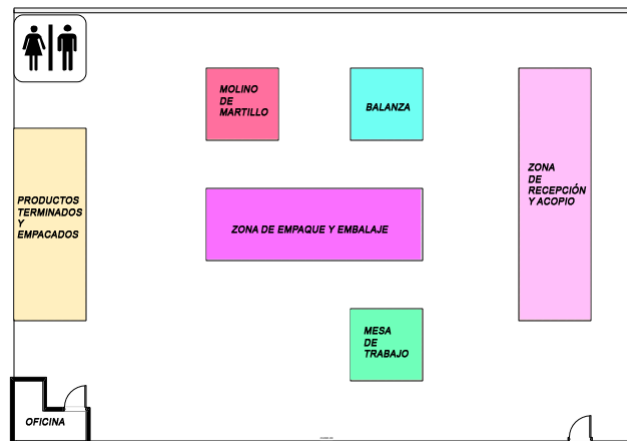 MOLINO
DE
MARTILLO
BALANZA
ZONA
DE
RECEPCIÓN
Y ACOPIO
PRODUCTOS
TERMINADOS
Y
EMPACADOS
ZONA DE EMPAQUE Y EMBALAJE
MESA
DE
TRABAJO
OFICINA